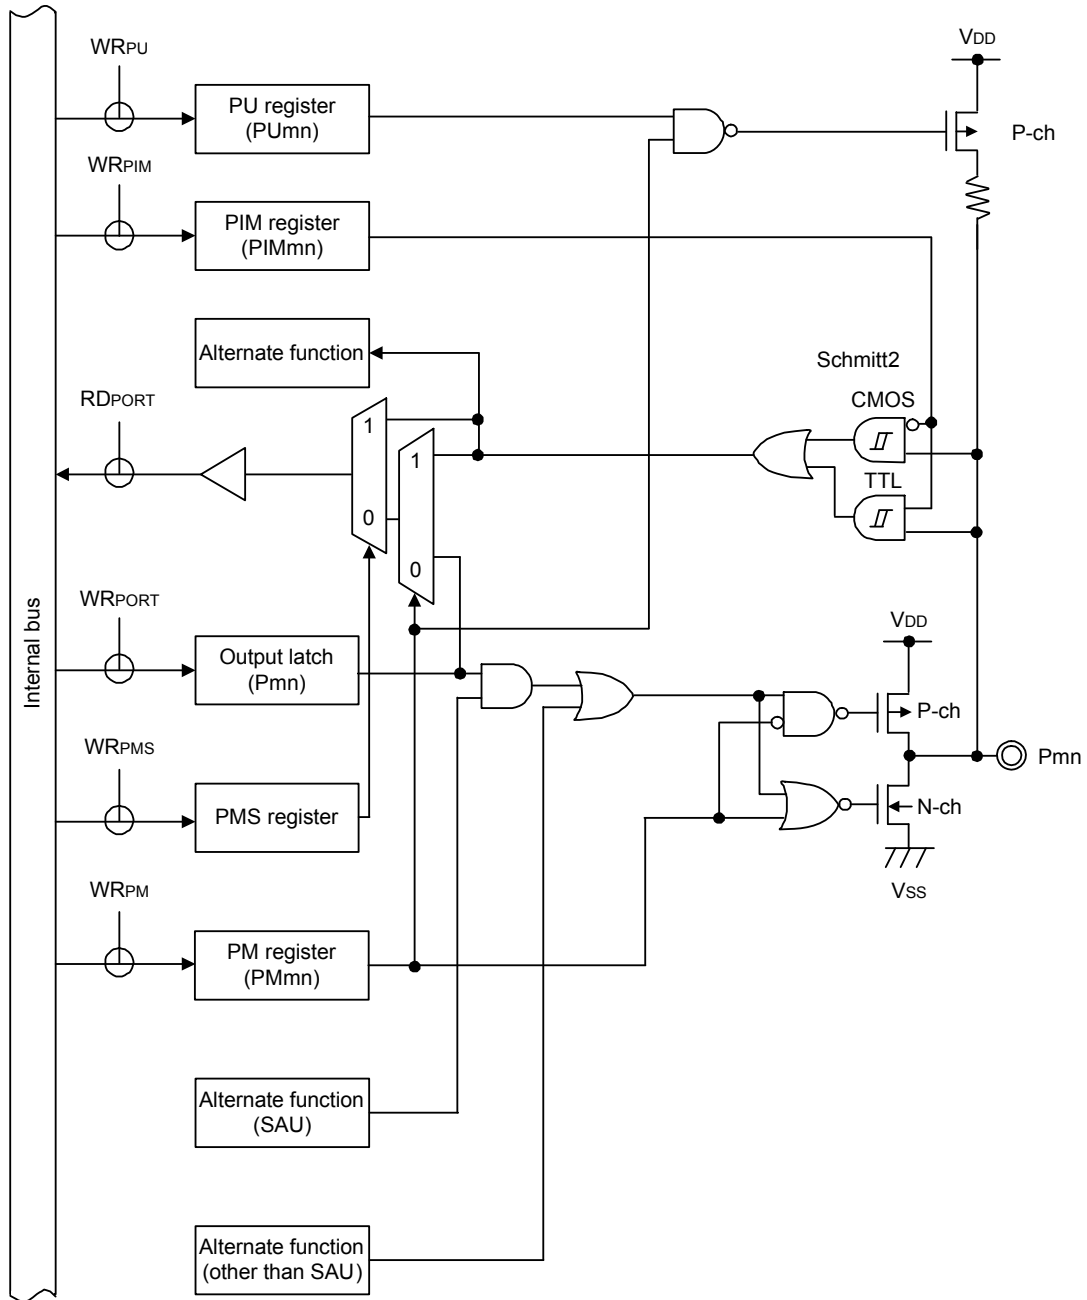 WRPU
VDD
PU register
(PUmn)
P-ch
WRPIM
PIM register
(PIMmn)
Alternate function
Schmitt2
CMOS
RDPORT
1
1
TTL
0
0
Internal bus
WRPORT
VDD
Output latch
(Pmn)
P-ch
WRPMS
Pmn
PMS register
N-ch
WRPM
VSS
PM register
(PMmn)
Alternate function
(SAU)
Alternate function
(other than SAU)